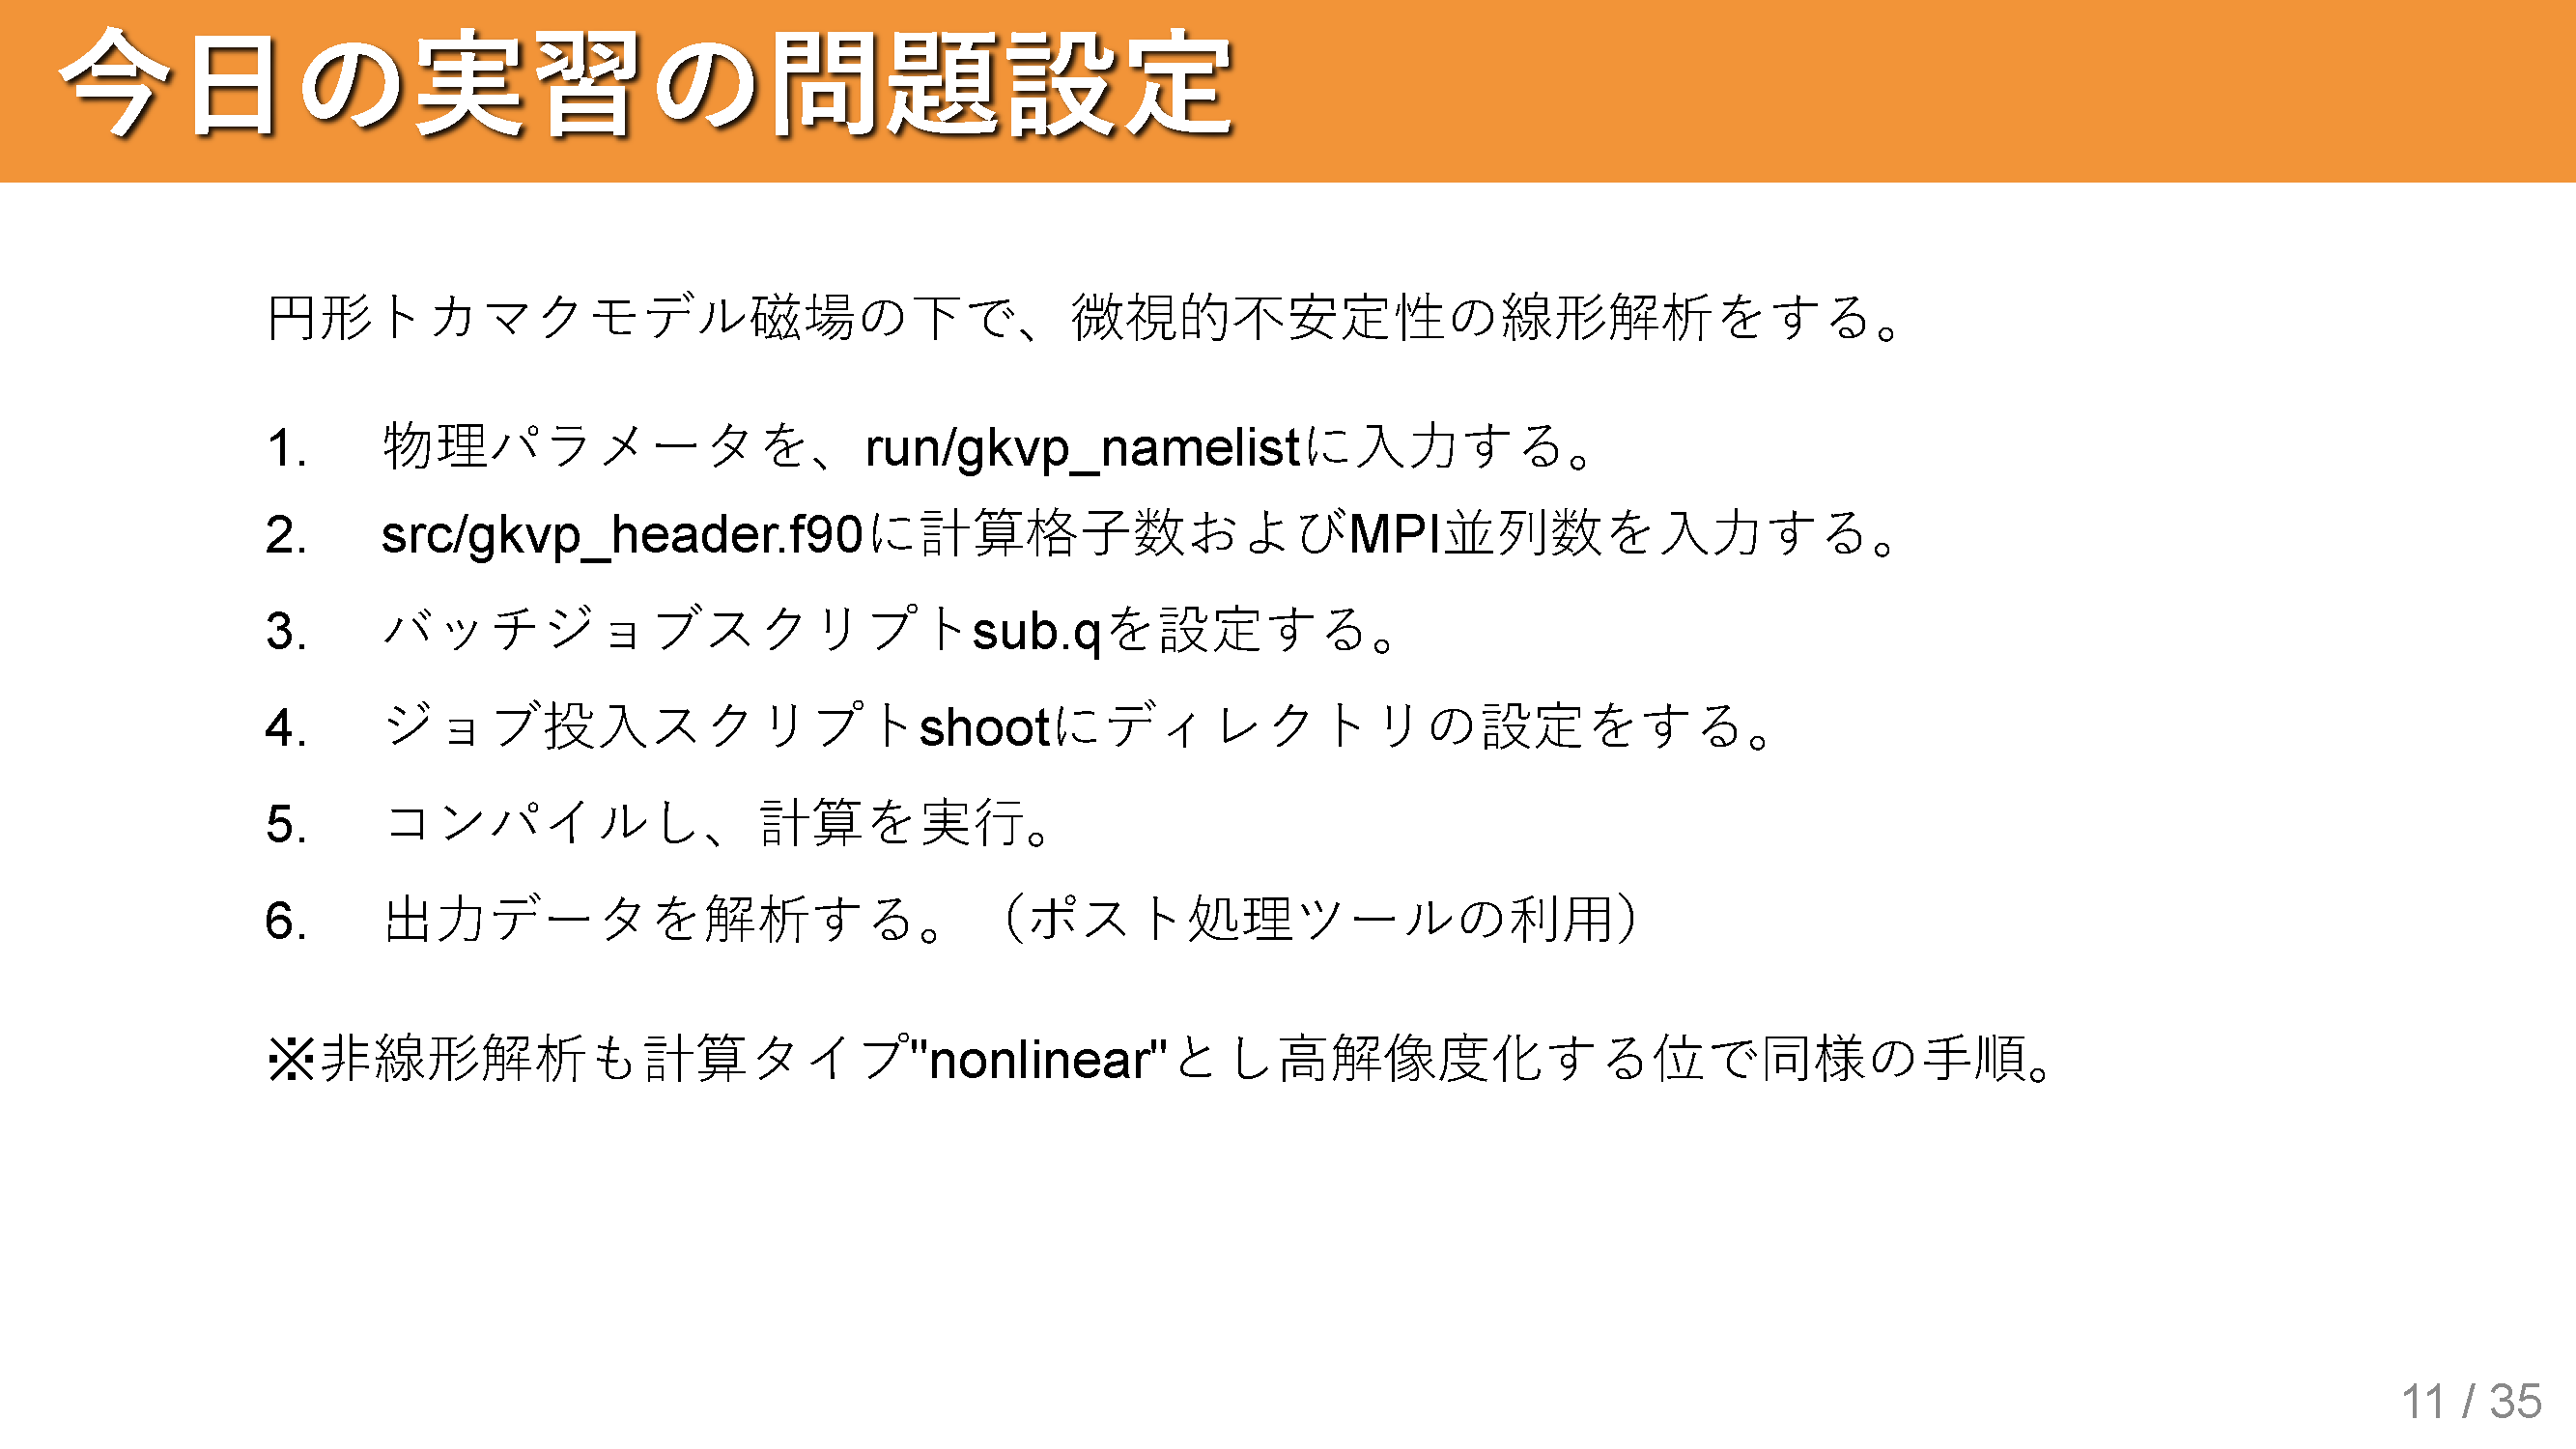 今日の実習の問題設定
円形トカマクモデル磁場の下で、微視的不安定性の線形解析をする。
1. 物理パラメータを、run/gkvp_namelistに入力する。
2. src/gkvp_header.f90に計算格子数およびMPI並列数を入力する。
3. バッチジョブスクリプトsub.qを設定する。
4. ジョブ投入スクリプトshootにディレクトリの設定をする。
5. コンパイルし、計算を実行。
6. 出力データを解析する。（ポスト処理ツールの利用）
※非線形解析も計算タイプ"nonlinear"とし高解像度化する位で同様の手順。
11 / 35